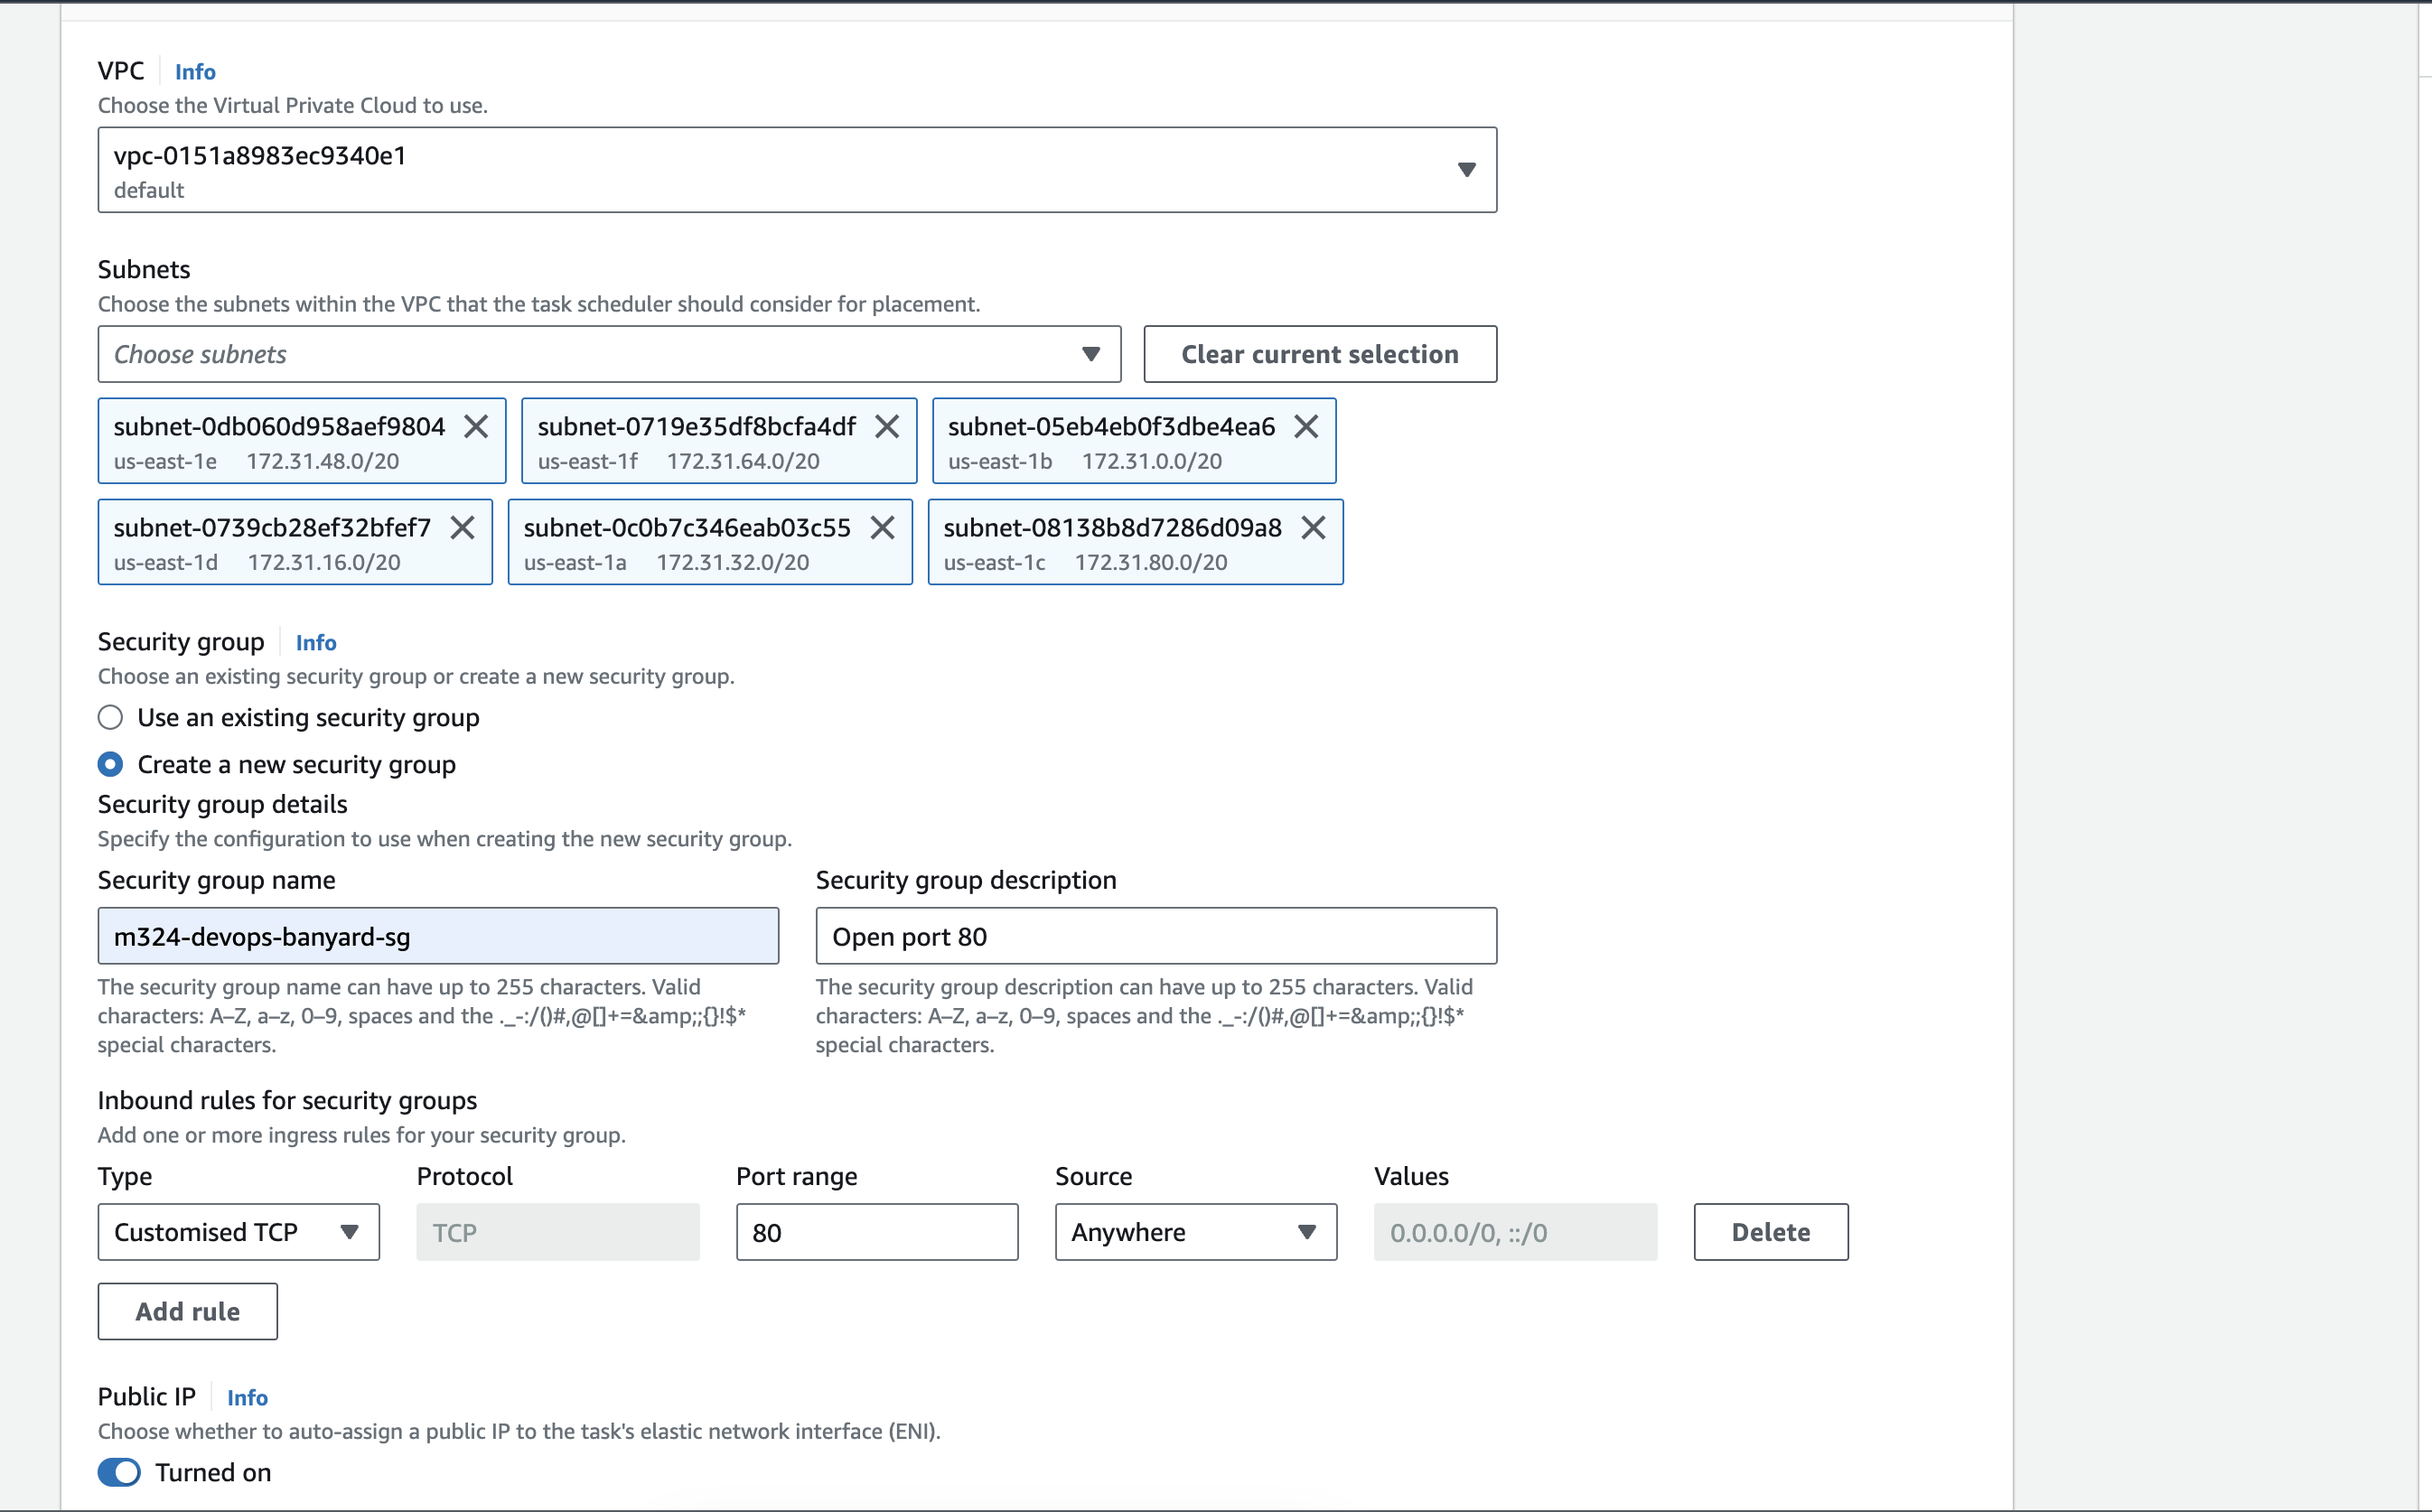 VPC Info
Choose the Virtual Private Cloud to use.
vpc-0151a8983ec9340e1
default
Subnets
Choose the subnets within the VPC that the task scheduler should consider for placement.
Choose subnets Clear current selection
subnet-0db060d958aef9804 subnet-0719e35df8bcfa4df subnet-05eb4eb0f3dbe4ea6
us-east-1e 172.31.48.0/20 us-east-1f 172.31.64.0/20 us-east-1b 172.31.0.0/20
subnet-0739cb28ef32bfef7 subnet-0c0b7c346eab03c55 subnet-08138b8d7286d09a8
us-east-1d 172.31.16.0/20 us-east-1a 172.31.32.0/20 us-east-1c 172.31.80.0/20
Security group Info
Choose an existing security group or create a new security group.
Use an existing security group
Create a new security group
Security group details
Specify the configuration to use when creating the new security group.
Security group name Security group description
m324-devops-banyard-sg Open port 80
The security group name can have up to 255 characters. Valid The security group description can have up to 255 characters. Valid
characters: A–Z, a–z, 0–9, spaces and the ._-:/()#,@[]+=&amp;;{}!$* characters: A–Z, a–z, 0–9, spaces and the ._-:/()#,@[]+=&amp;;{}!$*
special characters. special characters.
Inbound rules for security groups
Add one or more ingress rules for your security group.
Type Protocol Port range Source Values
Customised TCP TCP 80 Anywhere 0.0.0.0/0, ::/0 Delete
Add rule
Public IP Info
Choose whether to auto-assign a public IP to the task's elastic network interface (ENI).
Turned on